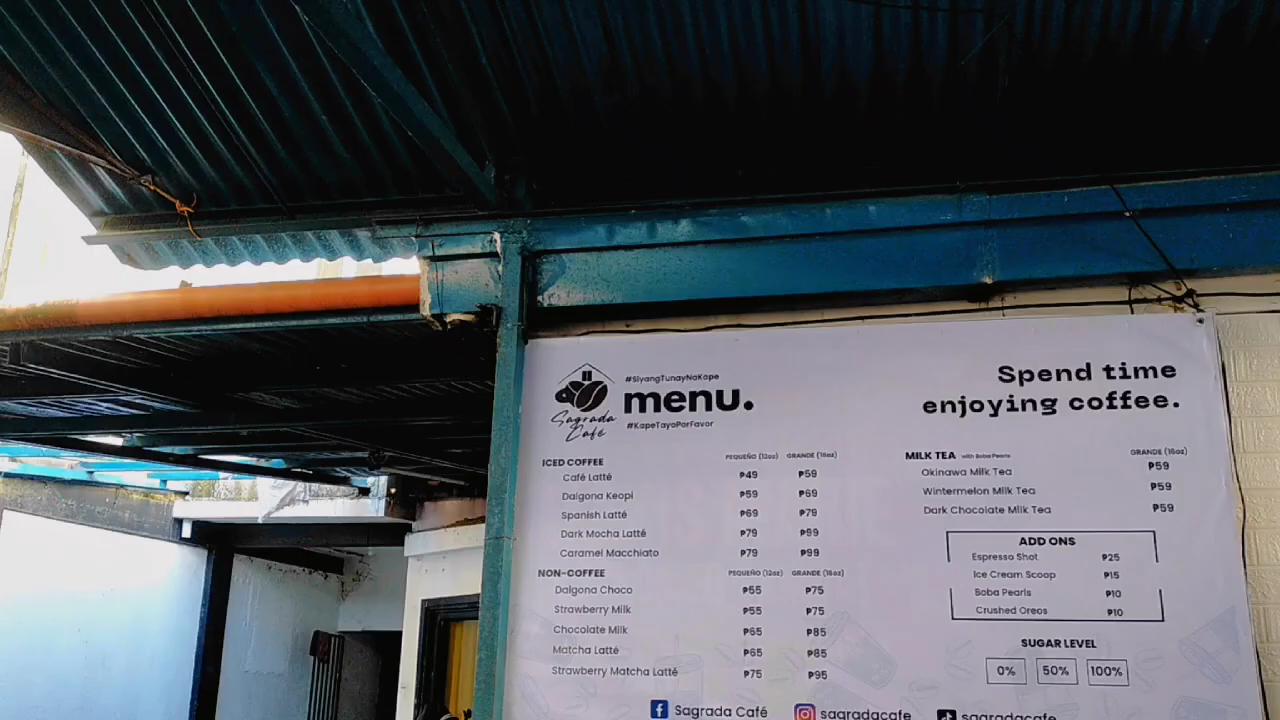 #SiyangTunayNaKape
menu.
#KapeTayoPorFavor
Sagrada
Café
Spend time
enjoying coffee.
ICED COFFEE PEQUEÑO (12oz) GRANDE (16oz)
Café Latté ₱49 ₱59
Dalgona Keopi ₱59 ₱69
Spanish Latté ₱69 ₱79
Dark Mocha Latté ₱79 ₱99
Caramel Macchiato ₱79 ₱99
NON-COFFEE PEQUEÑO (12oz) GRANDE (16oz)
Dalgona Choco ₱55 ₱75
Strawberry Milk ₱55 ₱75
Chocolate Milk ₱65 ₱85
Matcha Latté ₱65 ₱85
Strawberry Matcha Latté ₱75 ₱95
MILK TEA with Boba Pearls GRANDE (16oz)
Okinawa Milk Tea ₱59
Wintermelon Milk Tea ₱59
Dark Chocolate Milk Tea ₱59
ADD ONS
Espresso Shot ₱25
Ice Cream Scoop ₱15
Boba Pearls ₱10
Crushed Oreos ₱10
SUGAR LEVEL
0% 50% 100%
Sagrada Café sagradacafe sagradacafe